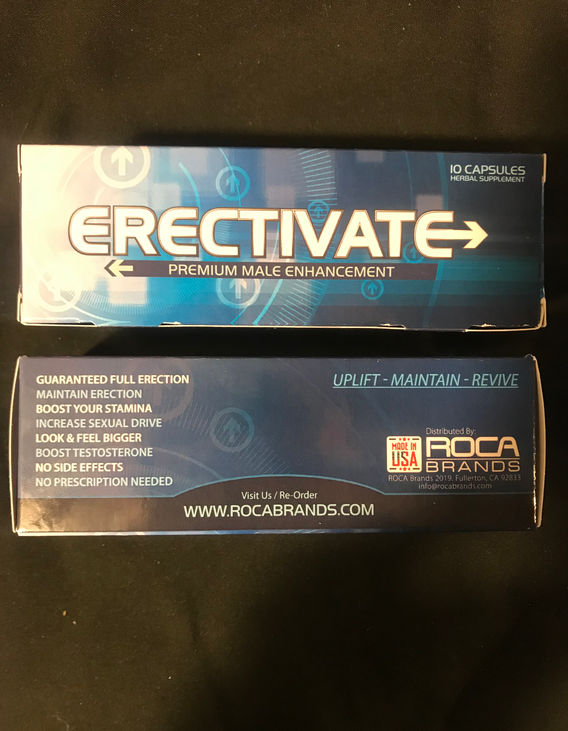 10 CAPSULES
HERBAL SUPPLEMENT
ERECTIVATE
PREMIUM MALE ENHANCEMENT
GUARANTEED FULL ERECTION
MAINTAIN ERECTION
BOOST YOUR STAMINA
INCREASE SEXUAL DRIVE
LOOK & FEEL BIGGER
BOOST TESTOSTERONE
NO SIDE EFFECTS
NO PRESCRIPTION NEEDED
UPLIFT - MAINTAIN - REVIVE
Distributed By:
MADE IN
USA
ROCA
BRANDS
ROCA Brands 2019. Fullerton, CA 92833
info@rocabrands.com
Visit Us / Re-Order
WWW.ROCABRANDS.COM